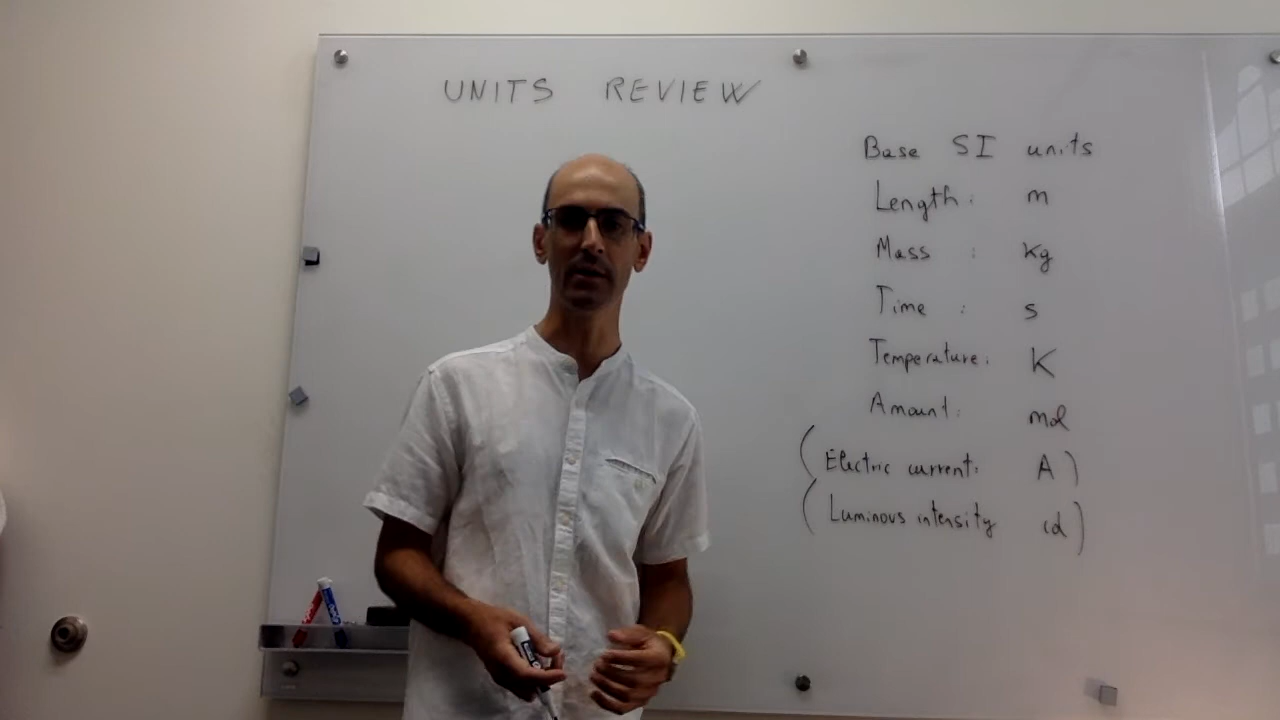 UNITS REVIEW
Base SI units
Length: m
Mass : kg
Time : s
Temperature: K
Amount: mol
(Electric current: A)
(Luminous intensity cd)